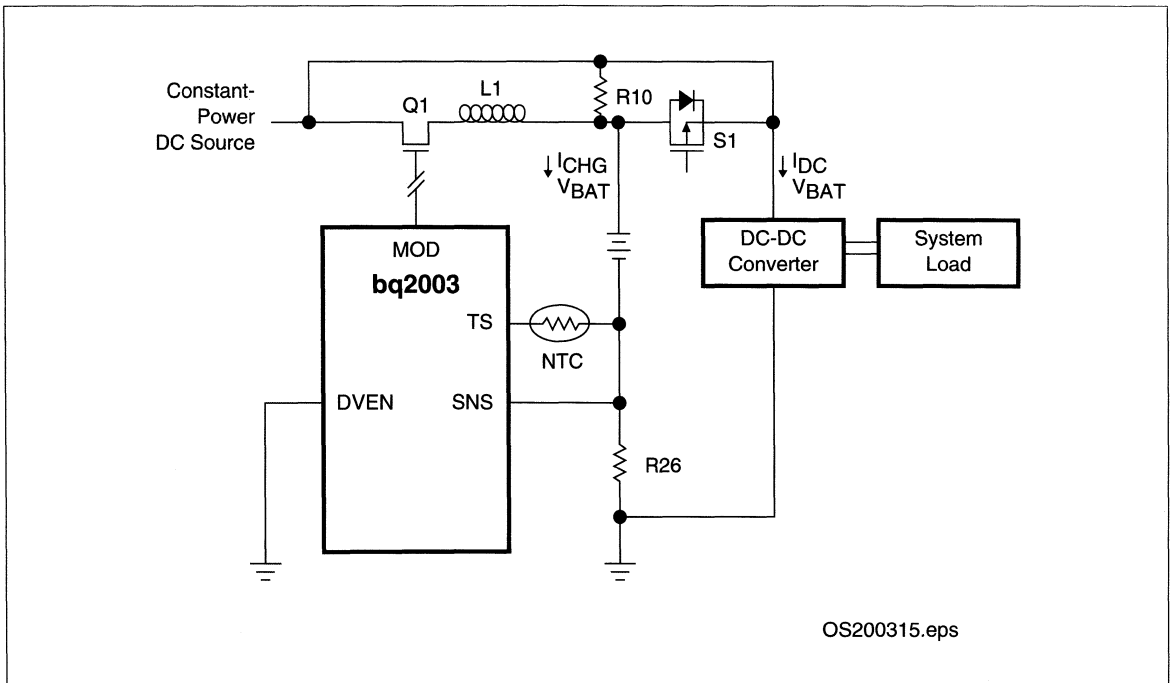 Constant-
Power
DC Source
Q1
L1
R10
S1
ICHG
VBAT
IDC
VBAT
DC-DC
Converter
System
Load
MOD
bq2003
TS
NTC
DVEN
SNS
R26
OS200315.eps